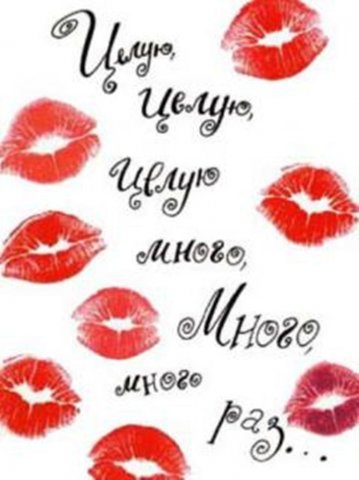 Целую,
Целую,
Целую
много,
Много,
много
раз...